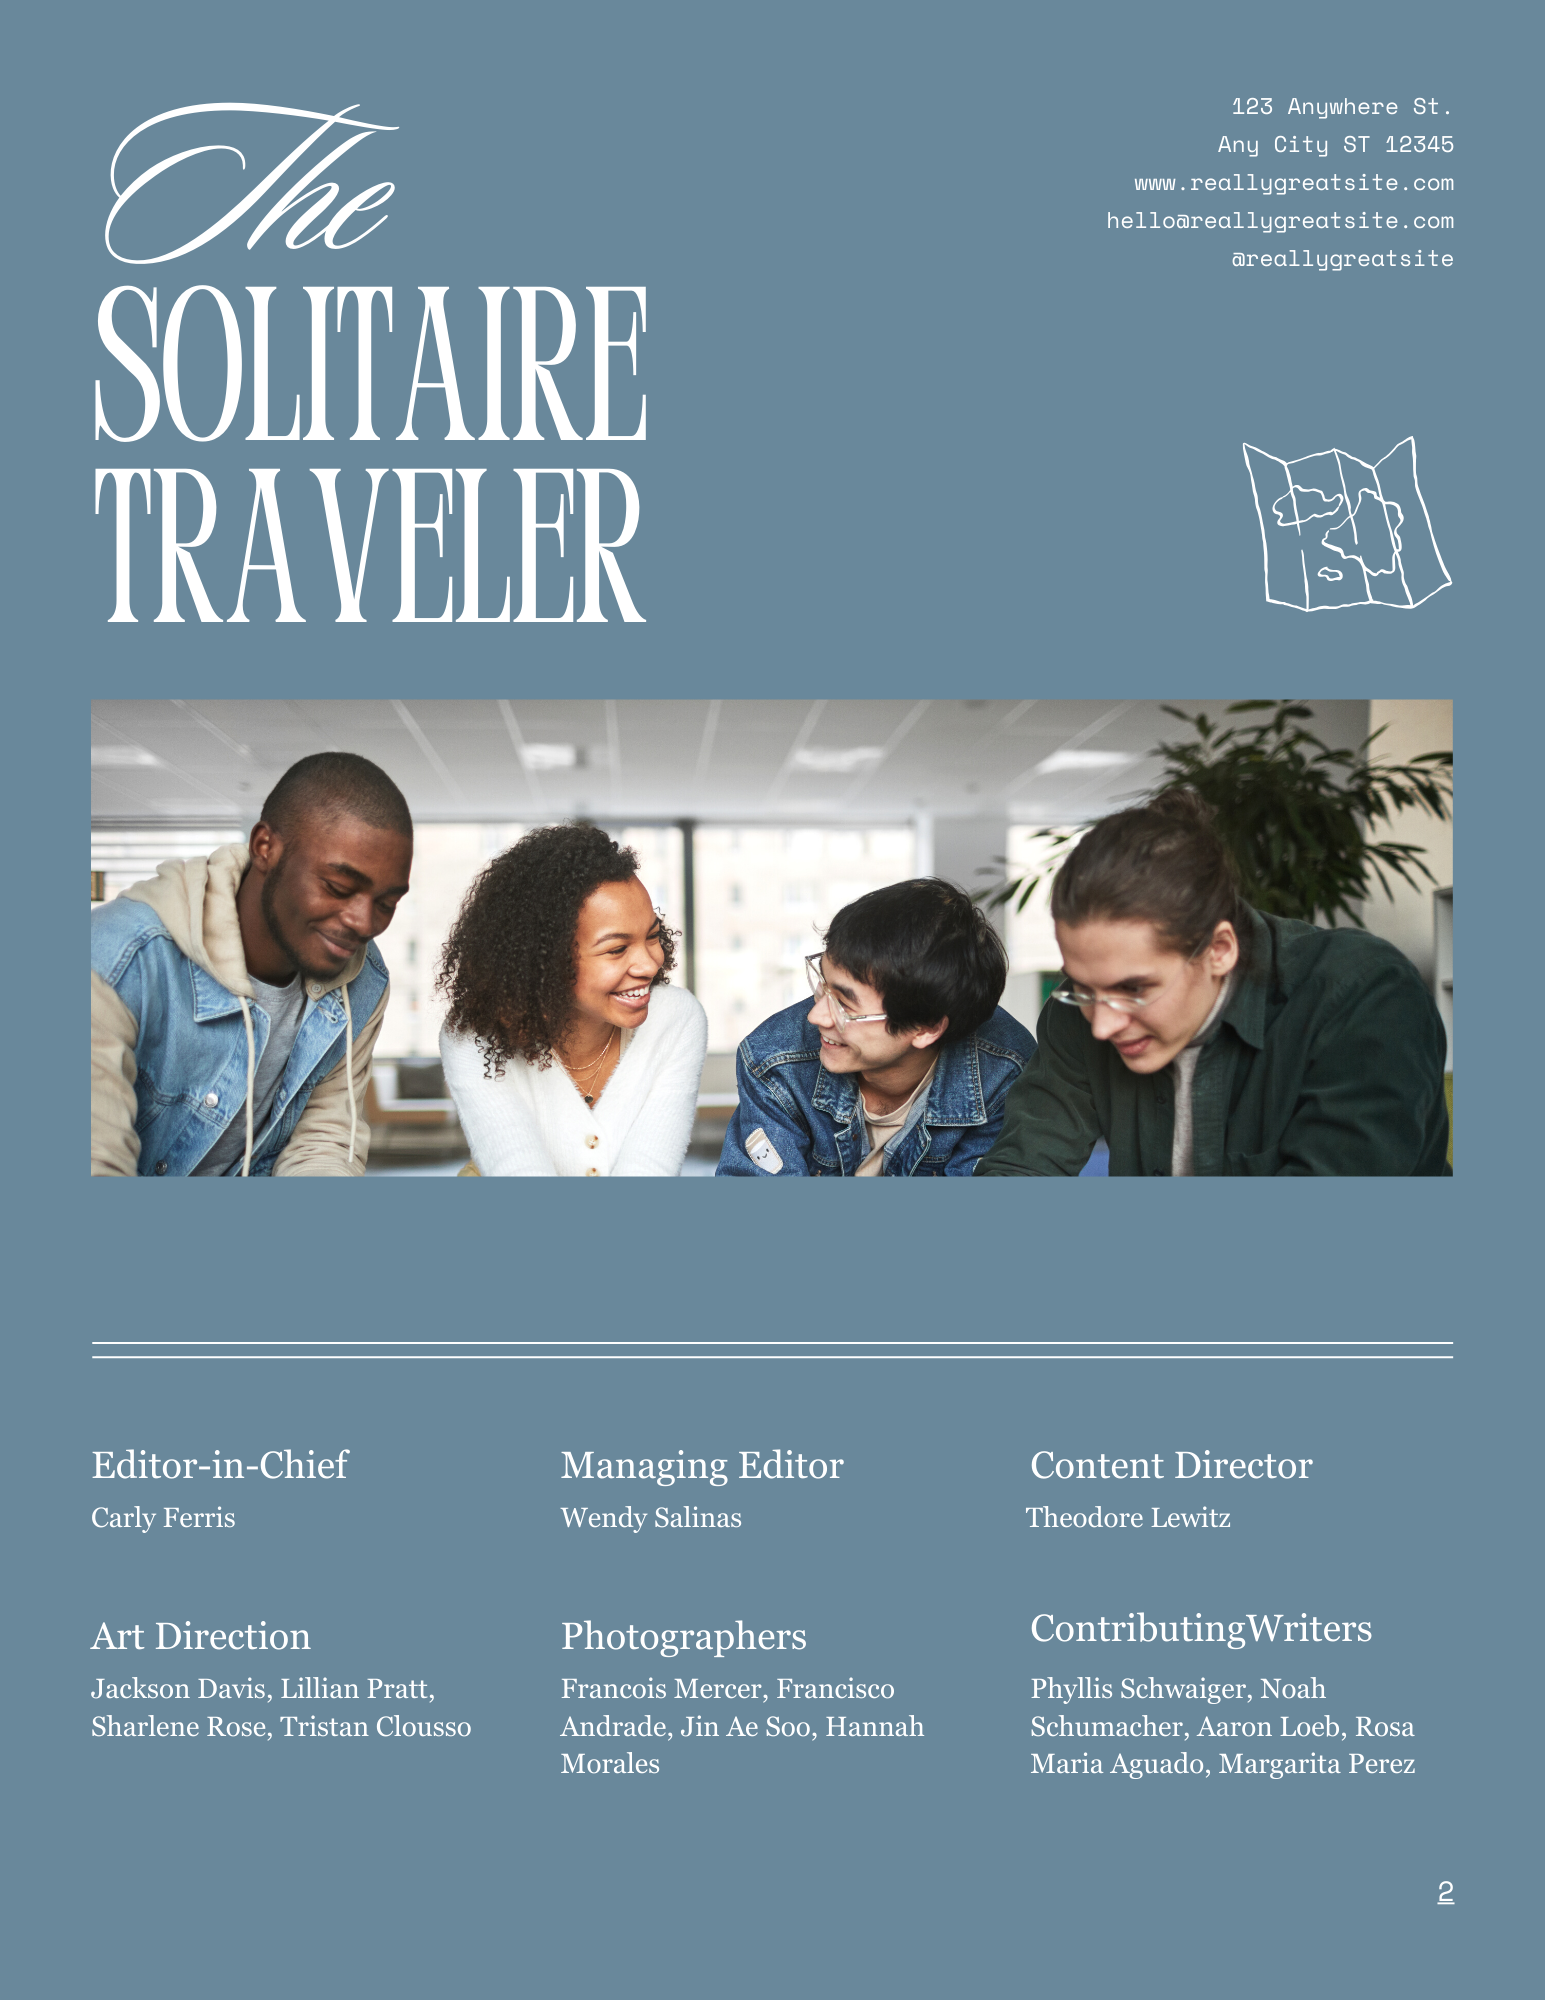 The
SOLITAIRE
TRAVELER
123 Anywhere St.
Any City ST 12345
www.reallygreatsite.com
hello@reallygreatsite.com
@reallygreatsite
Editor-in-Chief
Carly Ferris
Managing Editor
Wendy Salinas
Content Director
Theodore Lewitz
Art Direction
Jackson Davis, Lillian Pratt,
Sharlene Rose, Tristan Clousso
Photographers
Francois Mercer, Francisco
Andrade, Jin Ae Soo, Hannah
Morales
ContributingWriters
Phyllis Schwaiger, Noah
Schumacher, Aaron Loeb, Rosa
Maria Aguado, Margarita Perez
2